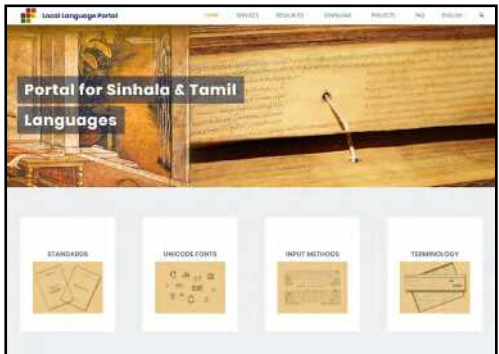 Local Language Portal
HOME SERVICES RESOURCES DOWNLOAD PROJECTS FAQ ENGLISH
Portal for Sinhala & Tamil
Languages
STANDARDS UNICODE FONTS INPUT METHODS TERMINOLOGY